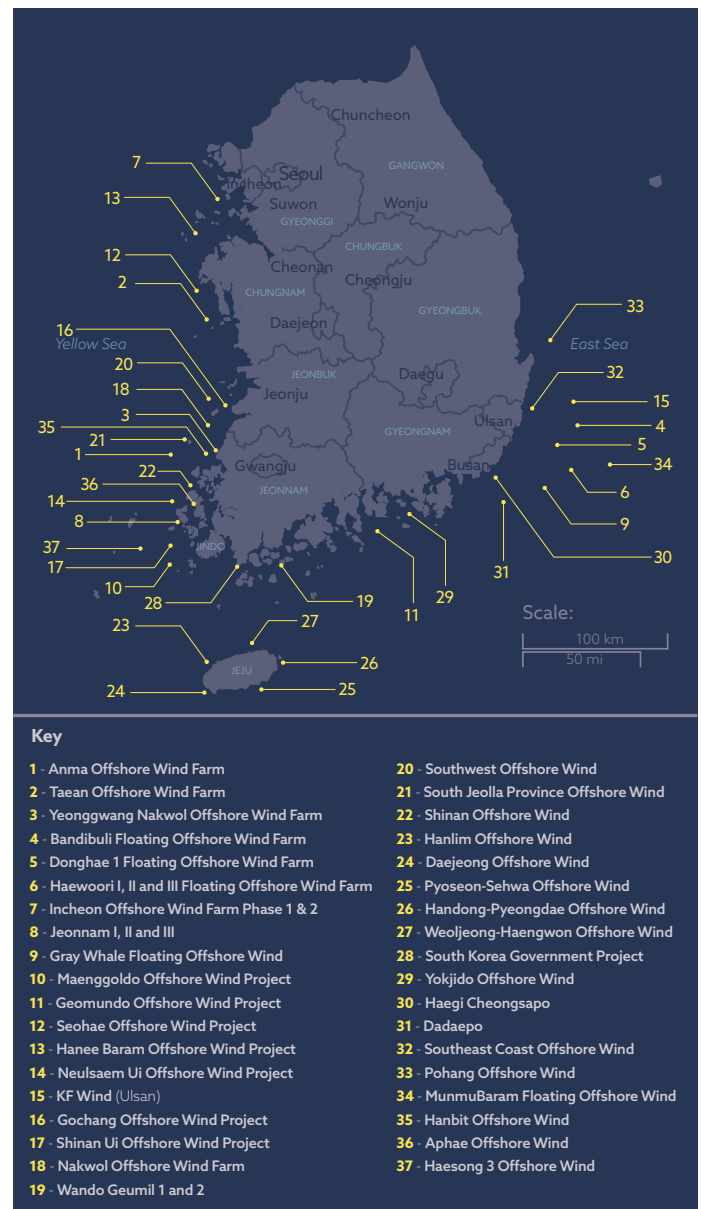 Chuncheon
GANGWON
7
Seoul
Incheon
13
Suwon
Wonju
GYEONGGI
CHUNGBUK
12
Cheonan
2
Cheongju
CHUNGNAM
33
GYEONGBUK
16
Daejeon
Yellow Sea
East Sea
20
JEONBUK
Daegu
32
18
Jeonju
15
3
35
Ulsan
4
21
GYEONGNAM
5
1
22
Gwangju
Busan
34
36
JEONNAM
6
14
8
9
37
JINDO
30
17
31
10
28
19
29
11
27
Scale:
23
100 km
26
50 mi
JEJU
24
25
Key
1 - Anma Offshore Wind Farm
2 - Taean Offshore Wind Farm
3 - Yeonggwang Nakwol Offshore Wind Farm
4 - Bandibuli Floating Offshore Wind Farm
5 - Donghae 1 Floating Offshore Wind Farm
6 - Haewoori I, II and III Floating Offshore Wind Farm
7 - Incheon Offshore Wind Farm Phase 1 & 2
8 - Jeonnam I, II and III
9 - Gray Whale Floating Offshore Wind
10 - Maenggoldo Offshore Wind Project
11 - Geomundo Offshore Wind Project
12 - Seohae Offshore Wind Project
13 - Hanee Baram Offshore Wind Project
14 - Neulsaem Ui Offshore Wind Project
15 - KF Wind (Ulsan)
16 - Gochang Offshore Wind Project
17 - Shinan Ui Offshore Wind Project
18 - Nakwol Offshore Wind Farm
19 - Wando Geumil 1 and 2
20 - Southwest Offshore Wind
21 - South Jeolla Province Offshore Wind
22 - Shinan Offshore Wind
23 - Hanlim Offshore Wind
24 - Daejeong Offshore Wind
25 - Pyoseon-Sehwa Offshore Wind
26 - Handong-Pyeongdae Offshore Wind
27 - Weoljeong-Haengwon Offshore Wind
28 - South Korea Government Project
29 - Yokjido Offshore Wind
30 - Haegi Cheongsapo
31 - Dadaepo
32 - Southeast Coast Offshore Wind
33 - Pohang Offshore Wind
34 - MunmuBaram Floating Offshore Wind
35 - Hanbit Offshore Wind
36 - Aphae Offshore Wind
37 - Haesong 3 Offshore Wind